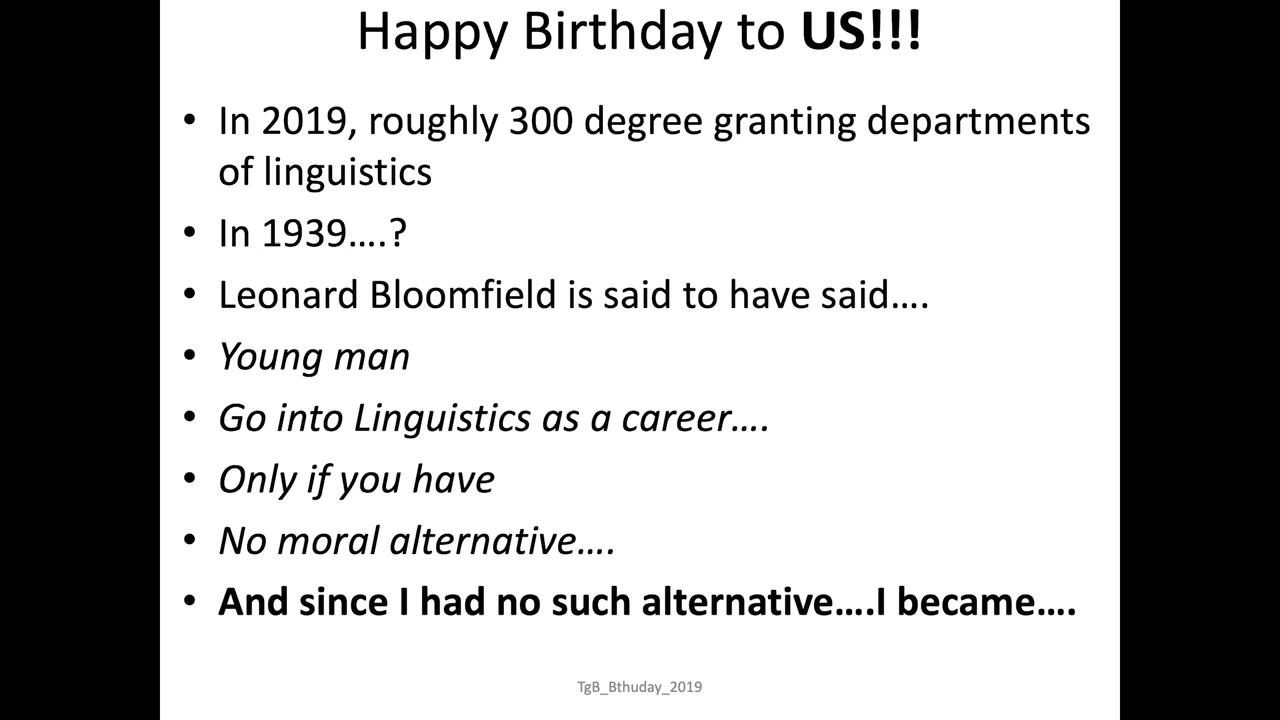 Happy Birthday to US!!!
• In 2019, roughly 300 degree granting departments
of linguistics
• In 1939….?
• Leonard Bloomfield is said to have said….
• Young man
• Go into Linguistics as a career….
• Only if you have
• No moral alternative….
• And since I had no such alternative….I became….
TgB_Bthuday_2019